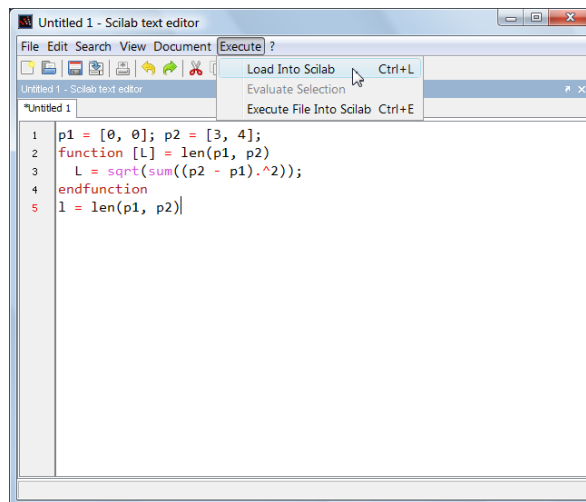 Untitled 1 - Scilab text editor
File Edit Search View Document Execute ?
Load Into Scilab Ctrl+L
Evaluate Selection
Execute File Into Scilab Ctrl+E
Untitled 1 - Scilab text editor
*Untitled 1
1 p1 = [0, 0]; p2 = [3, 4];
2 function [L] = len(p1, p2)
3 L = sqrt(sum((p2 - p1).^2));
4 endfunction
5 l = len(p1, p2)